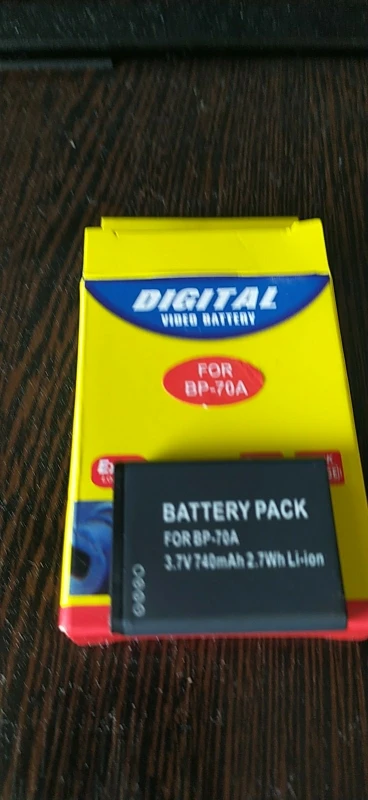 DIGITAL
VIDEO BATTERY
FOR
BP-70A
BATTERY PACK
FOR BP-70A
3.7V 740mAh 2.7Wh Li-ion